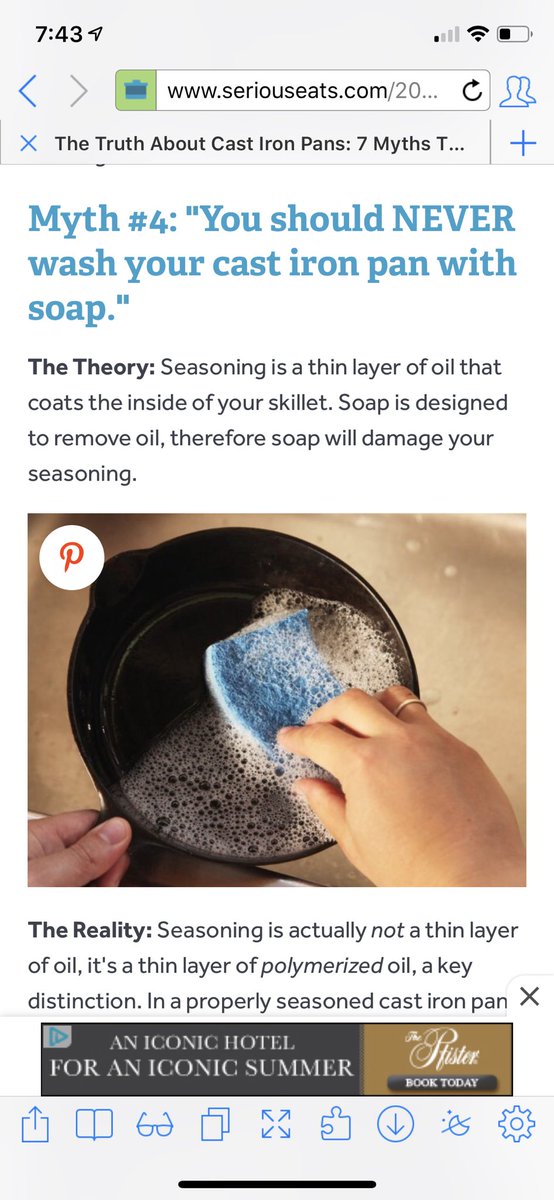 7:43
www.seriouseats.com/20...
The Truth About Cast Iron Pans: 7 Myths T...
Myth #4: "You should NEVER
wash your cast iron pan with
soap."
The Theory: Seasoning is a thin layer of oil that
coats the inside of your skillet. Soap is designed
to remove oil, therefore soap will damage your
seasoning.
The Reality: Seasoning is actually not a thin layer
of oil, it's a thin layer of polymerized oil, a key
distinction. In a properly seasoned cast iron pan
AN ICONIC HOTEL
FOR AN ICONIC SUMMER
The
Pfister
BOOK TODAY